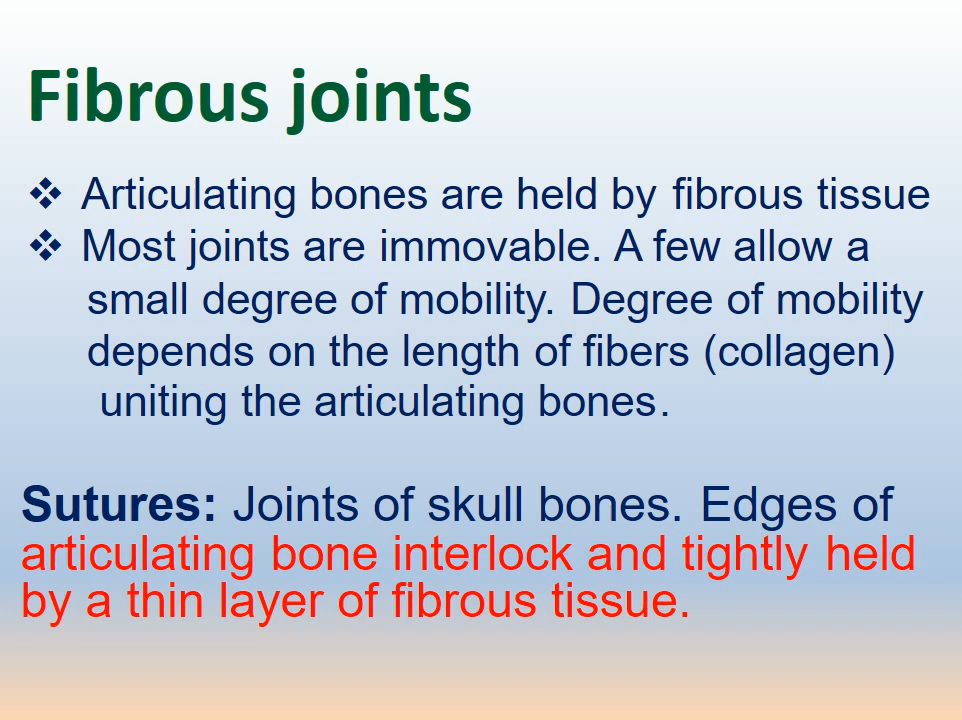 Fibrous joints
❖ Articulating bones are held by fibrous tissue
❖ Most joints are immovable. A few allow a
small degree of mobility. Degree of mobility
depends on the length of fibers (collagen)
uniting the articulating bones.
Sutures: Joints of skull bones. Edges of
articulating bone interlock and tightly held
by a thin layer of fibrous tissue.